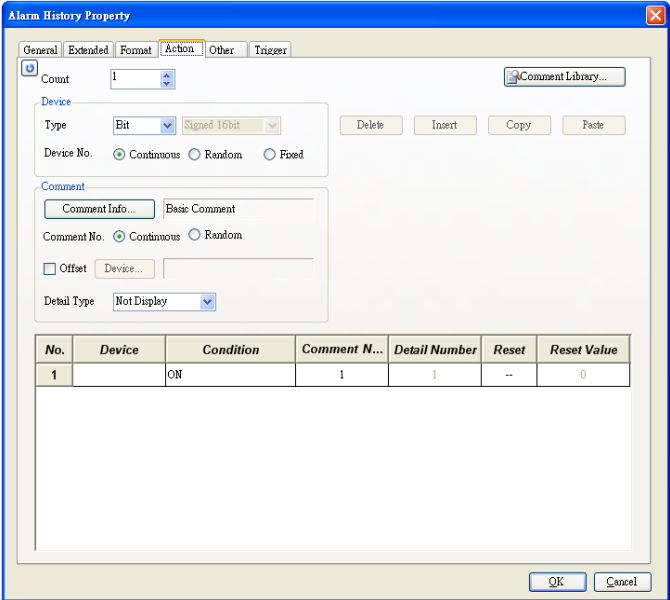 Alarm History Property
General Extended Format Action Other Trigger
Count 1 Comment Library...
Device
Type Bit Signed 16bit Delete Insert Copy Paste
Device No. Continuous Random Fixed
Comment
Comment Info... Basic Comment
Comment No. Continuous Random
Offset Device...
Detail Type Not Display
No. Device Condition Comment N... Detail Number Reset Reset Value
1 ON 1 1 -- 0
OK Cancel